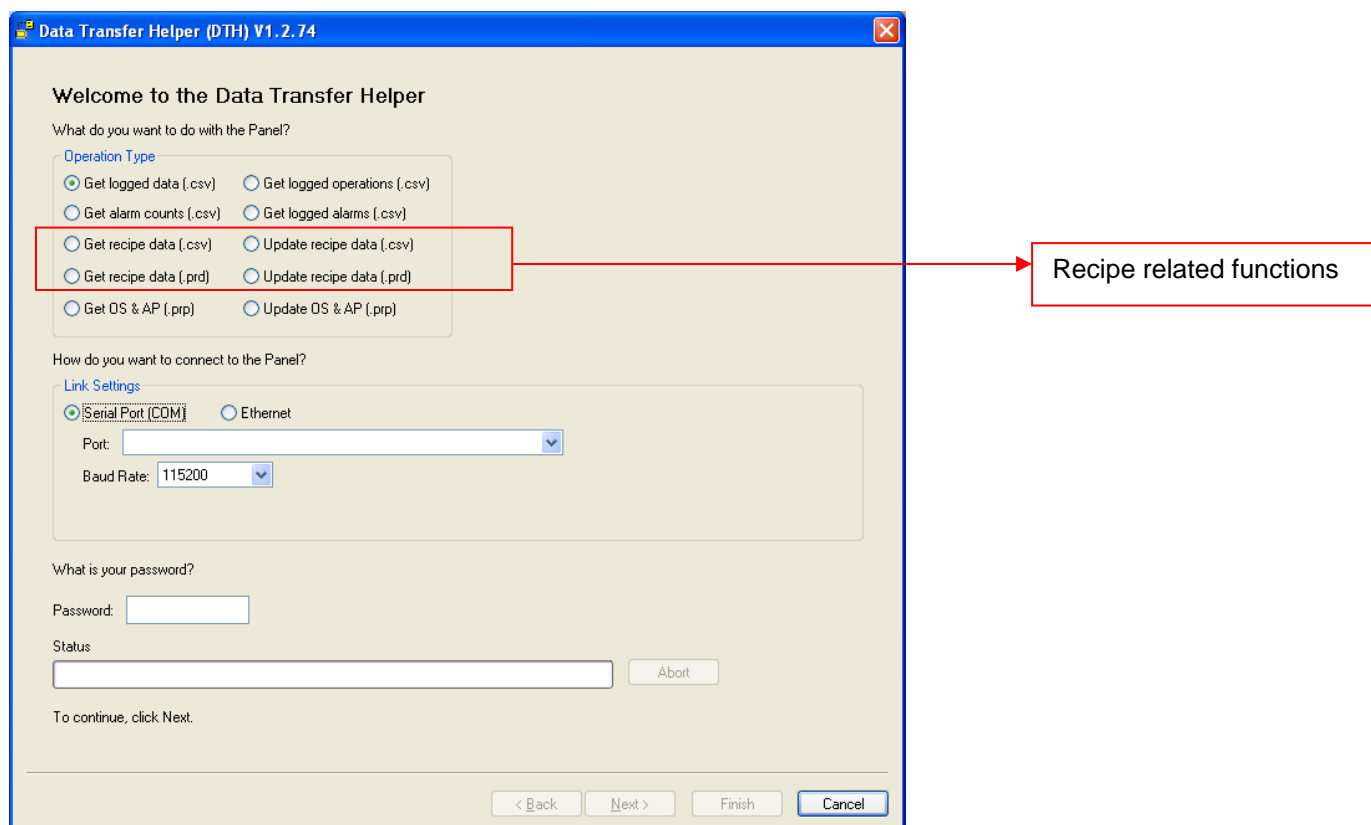 Data Transfer Helper (DTH) V1.2.74
Welcome to the Data Transfer Helper
What do you want to do with the Panel?
Operation Type
Get logged data (.csv) Get logged operations (.csv)
Get alarm counts (.csv) Get logged alarms (.csv)
Get recipe data (.csv) Update recipe data (.csv)
Recipe related functions
Get recipe data (.prd) Update recipe data (.prd)
Get OS & AP (.prp) Update OS & AP (.prp)
How do you want to connect to the Panel?
Link Settings
Serial Port (COM) Ethernet
Port:
Baud Rate: 115200
What is your password?
Password:
Status
Abort
To continue, click Next.
< Back Next > Finish Cancel